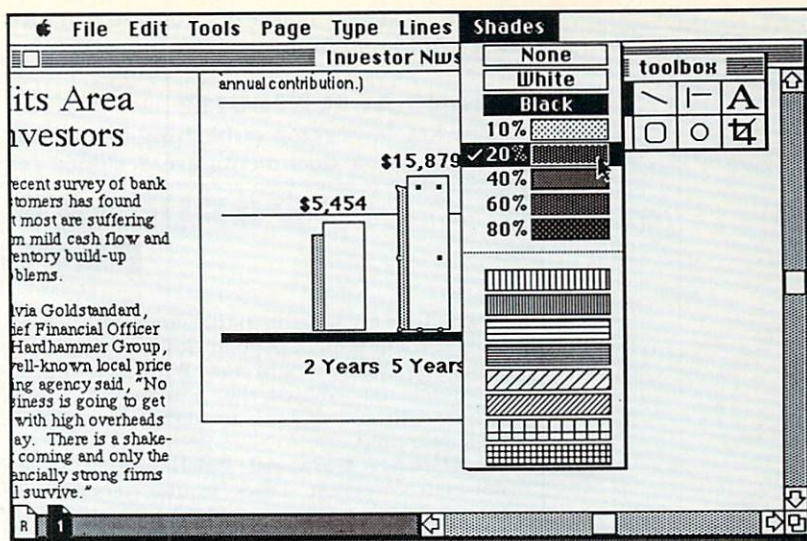 File Edit Tools Page Type Lines Shades
Investor Nws
its Area
nvestors
ecent survey of bank
stomers has found
t most are suffering
m mild cash flow and
entory build-up
blems.
lvia Goldstandard,
ief Financial Officer
Hardhammer Group,
well-known local price
ing agency said, "No
siness is going to get
with high overheads
ay. There is a shake-
t coming and only the
ancially strong firms
l survive."
annual contribution.)
$15,879
$5,454
2 Years 5 Years
None
White
Black
10%
20%
40%
60%
80%
toolbox
A
R 1